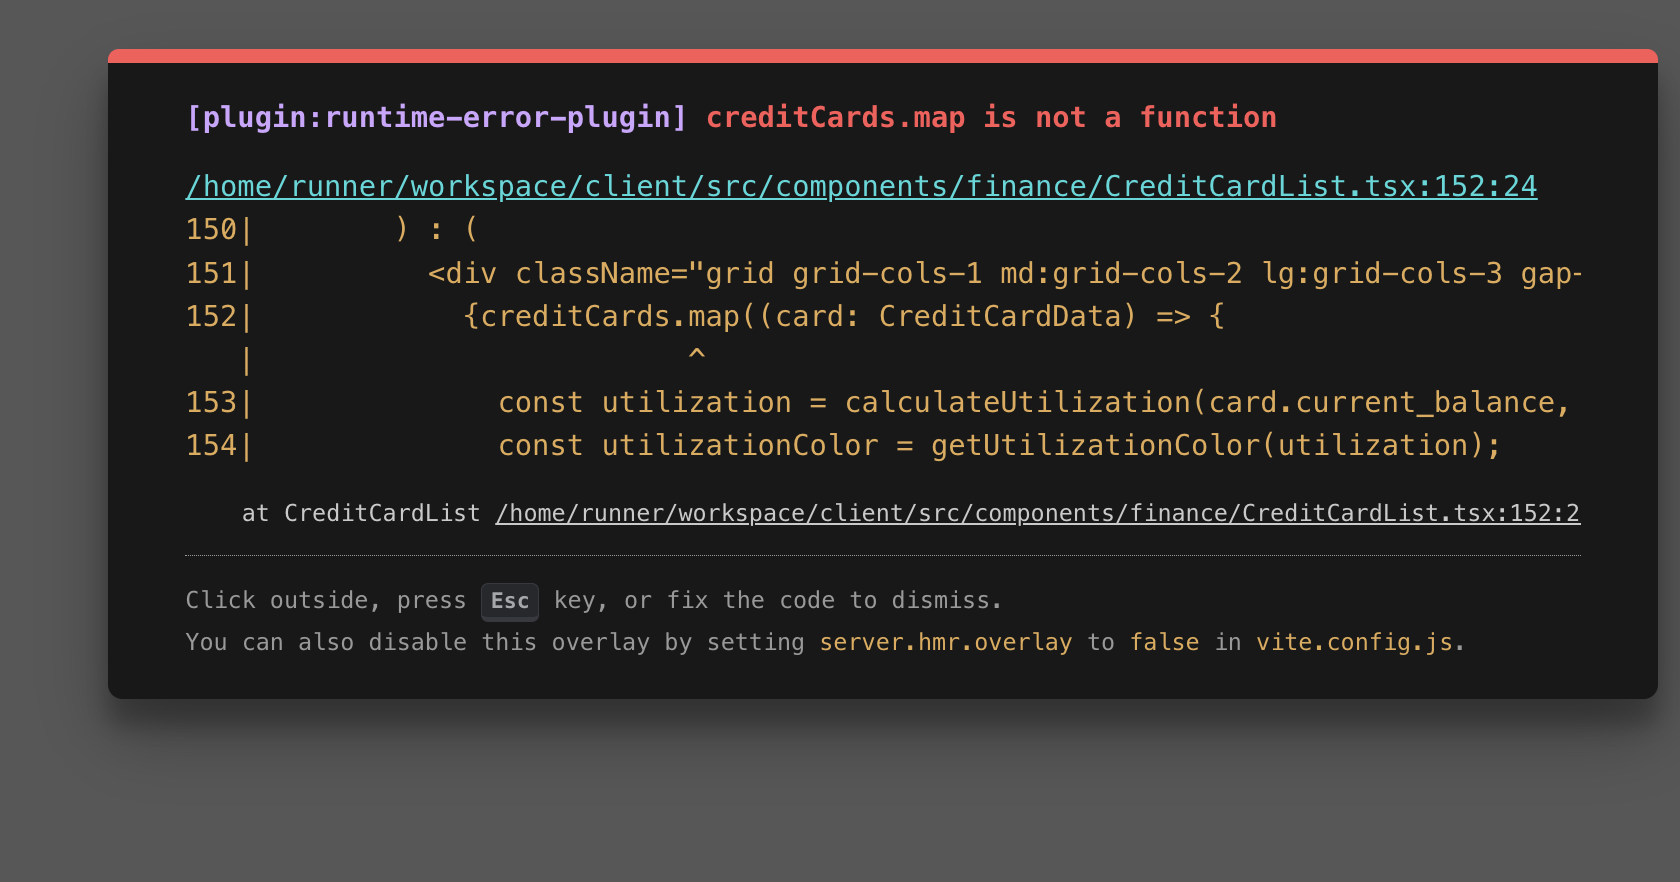 [plugin:runtime-error-plugin] creditCards.map is not a function
/home/runner/workspace/client/src/components/finance/CreditCardList.tsx:152:24
150|        ) : (
151|          <div className="grid grid-cols-1 md:grid-cols-2 lg:grid-cols-3 gap-
152|            {creditCards.map((card: CreditCardData) => {
   |                         ^
153|              const utilization = calculateUtilization(card.current_balance,
154|              const utilizationColor = getUtilizationColor(utilization);
    at CreditCardList /home/runner/workspace/client/src/components/finance/CreditCardList.tsx:152:2
Click outside, press Esc key, or fix the code to dismiss.
You can also disable this overlay by setting server.hmr.overlay to false in vite.config.js.